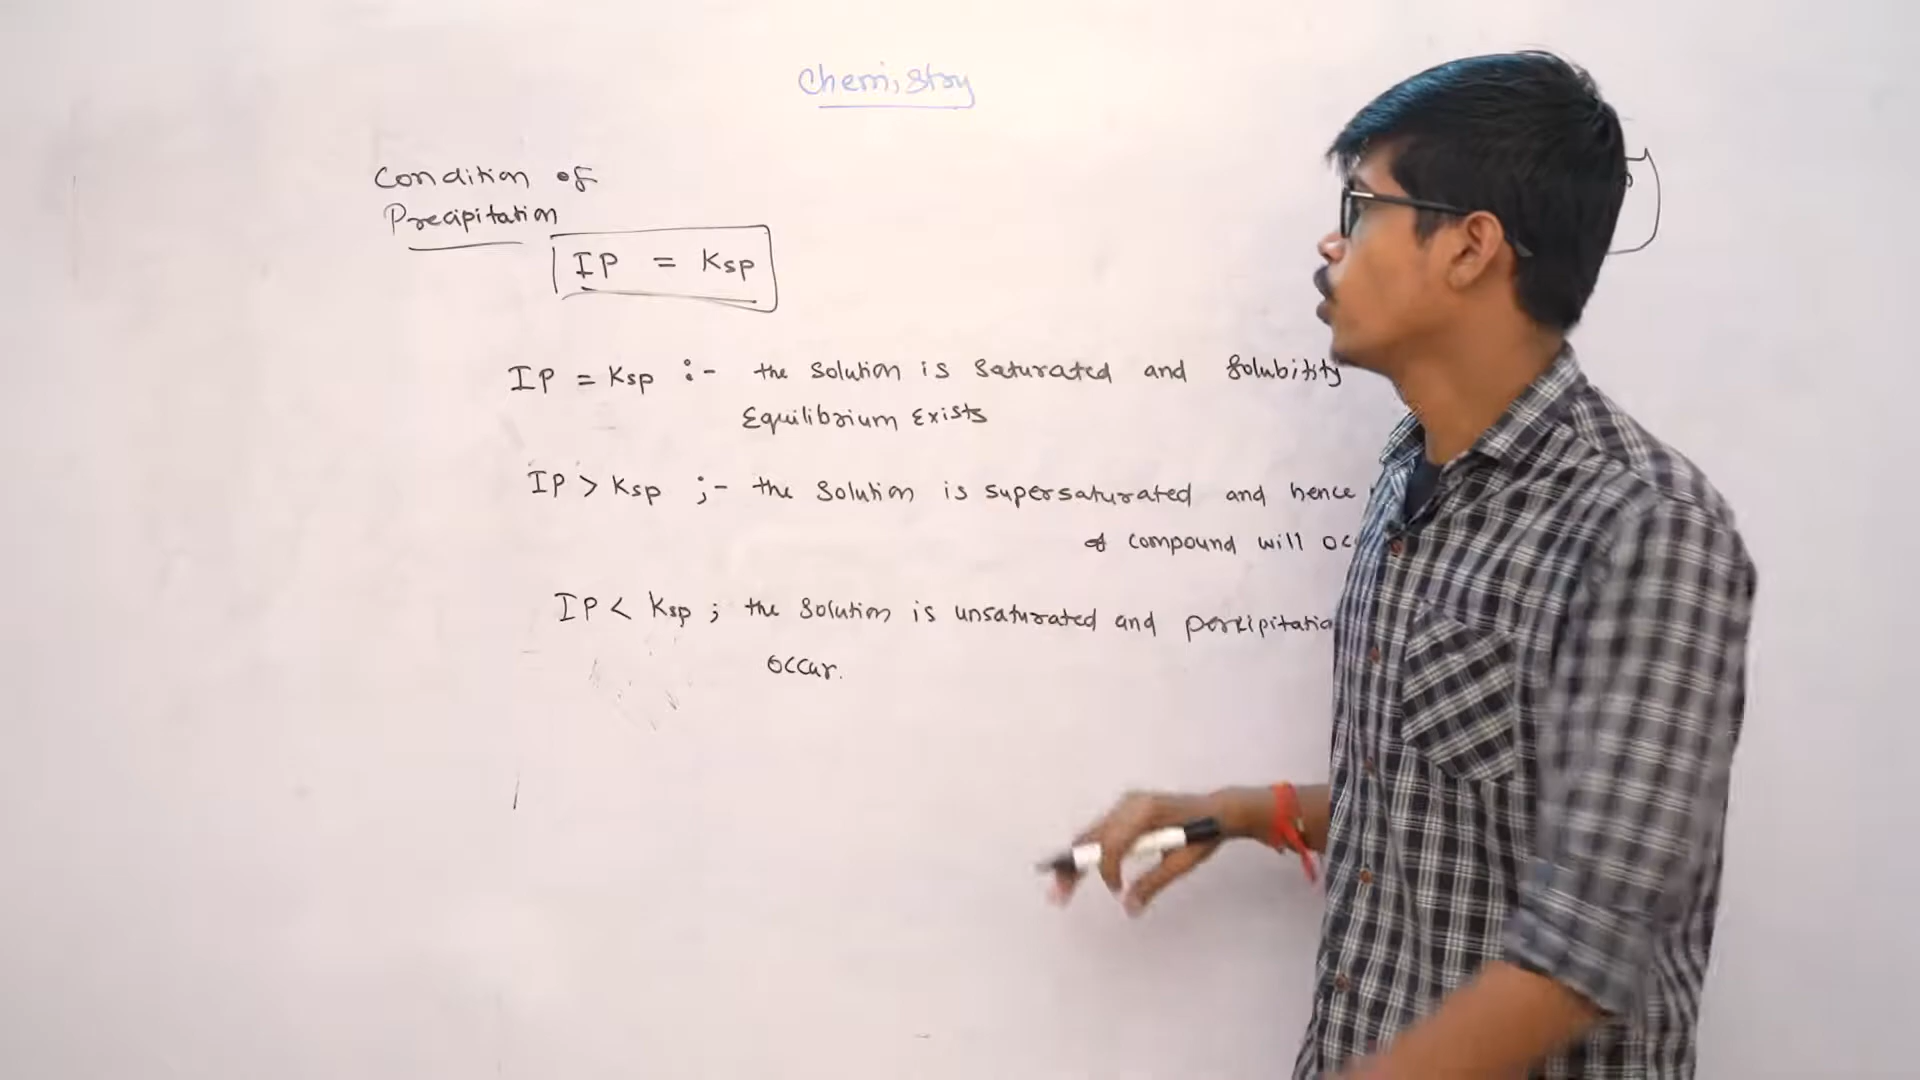 Chemistry
Condition of
Precipitation
IP = Ksp
IP = Ksp :- the solution is saturated and Solubitity
Equilibrium Exists
IP > Ksp ;- the solution is supersaturated and hence
of compound will oc
IP < Ksp ; the solution is unsaturated and percipitatio
occur.